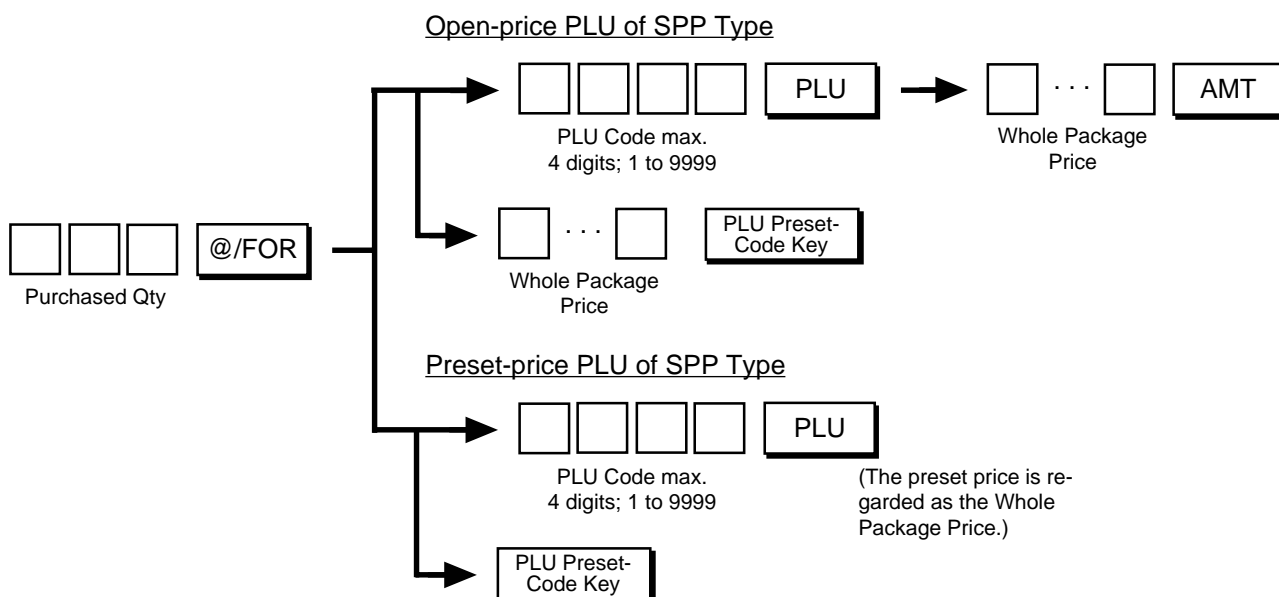 Open-price PLU of SPP Type
PLU
· · ·
AMT
PLU Code max.
4 digits; 1 to 9999
Whole Package
Price
@/FOR
Purchased Qty
· · ·
PLU Preset-
Code Key
Whole Package
Price
Preset-price PLU of SPP Type
PLU
PLU Code max.
4 digits; 1 to 9999
(The preset price is re-
garded as the Whole
Package Price.)
PLU Preset-
Code Key